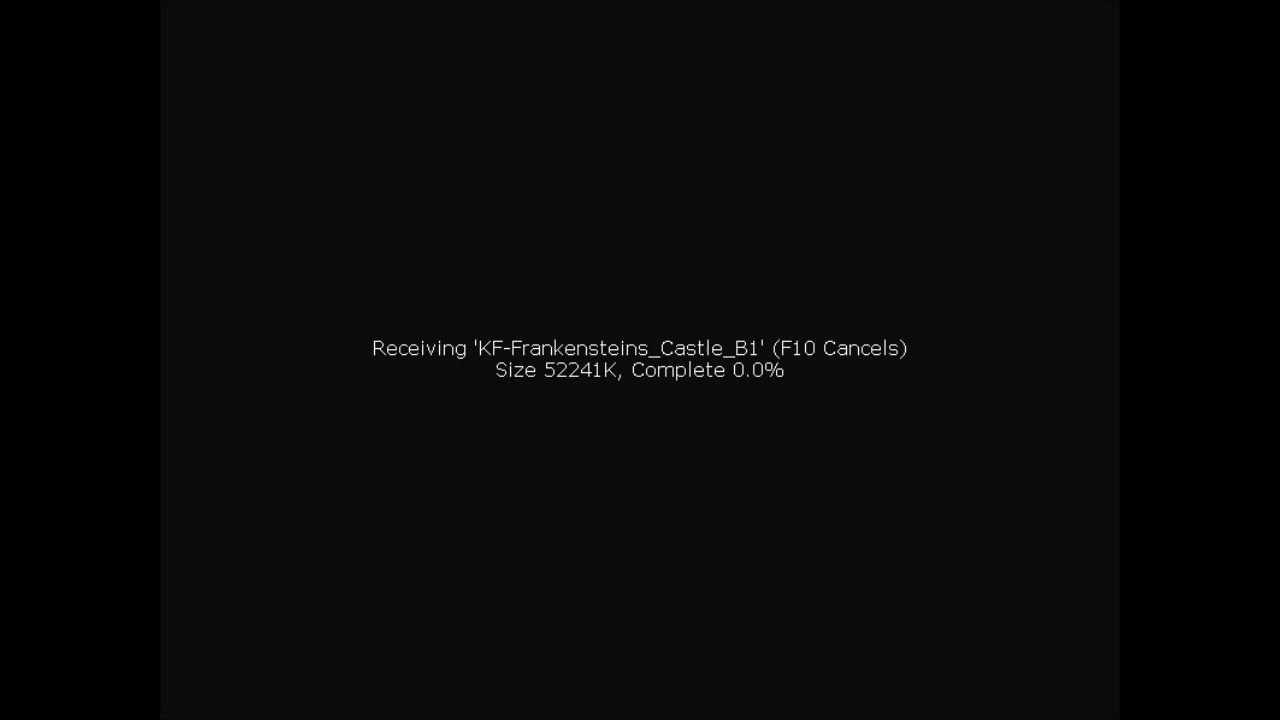 Receiving 'KF-Frankensteins_Castle_B1' (F10 Cancels)
Size 52241K, Complete 0.0%